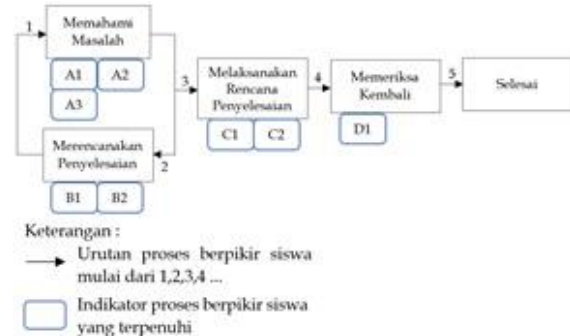 1
Memahami
Masalah
A1
A2
A3
3
Melaksanakan
Rencana
Penyelesaian
C1
C2
4
Memeriksa
Kembali
D1
5
Selesai
Merencanakan
Penyelesaian
2
B1
B2
Keterangan :
Urutan proses berpikir siswa
mulai dari 1,2,3,4 ...
Indikator proses berpikir siswa
yang terpenuhi